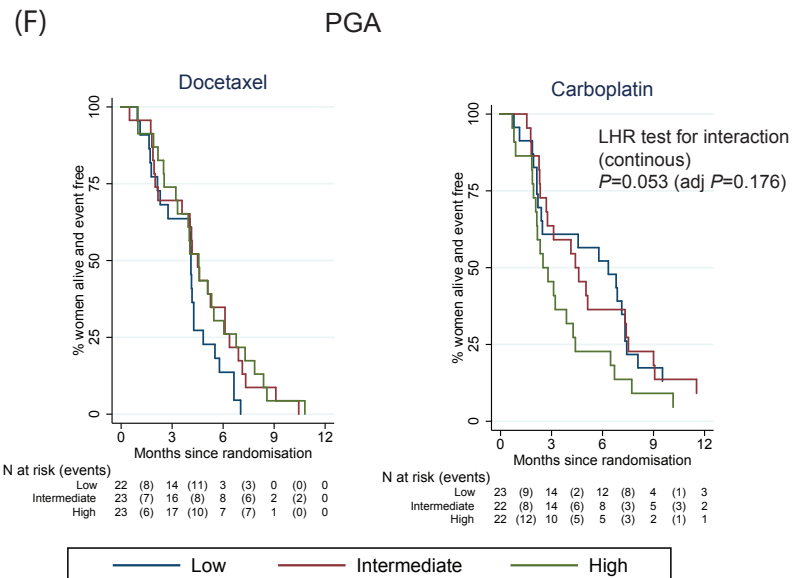 (F)
PGA
Docetaxel
% women alive and event free
100
75
50
25
0
0 3 6 9 12
Months since randomisation
N at risk (events)
Low 22 (8) 14 (11) 3 (3) 0 (0) 0
Intermediate 23 (7) 16 (8) 8 (6) 2 (2) 0
High 23 (6) 17 (10) 7 (7) 1 (0) 0
Carboplatin
LHR test for interaction
(continous)
P=0.053 (adj P=0.176)
% women alive and event free
100
75
50
25
0
0 3 6 9 12
Months since randomisation
N at risk (events)
Low 23 (9) 14 (2) 12 (8) 4 (1) 3
Intermediate 22 (8) 14 (6) 8 (3) 5 (3) 2
High 22 (12) 10 (5) 5 (3) 2 (1) 1
Low Intermediate High